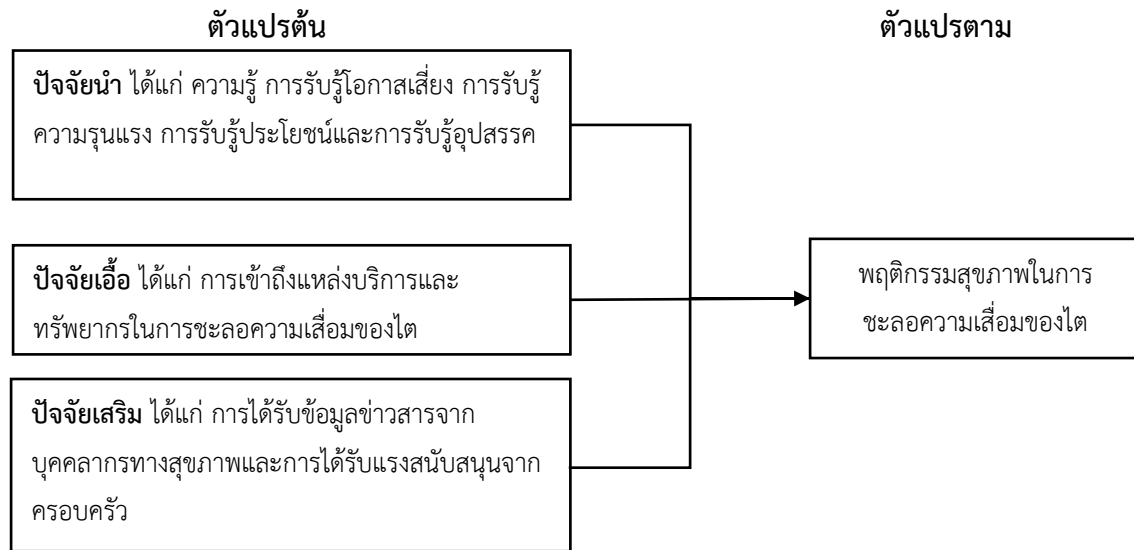 ตัวแปรต้น
ตัวแปรตาม
ปัจจัยนำ ได้แก่ ความรู้ การรับรู้โอกาสเสี่ยง การรับรู้
ความรุนแรง การรับรู้ประโยชน์และการรับรู้อุปสรรค
ปัจจัยเอื้อ ได้แก่ การเข้าถึงแหล่งบริการและ
ทรัพยากรในการชะลอความเสื่อมของไต
ปัจจัยเสริม ได้แก่ การได้รับข้อมูลข่าวสารจาก
บุคคลากรทางสุขภาพและการได้รับแรงสนับสนุนจาก
ครอบครัว
พฤติกรรมสุขภาพในการ
ชะลอความเสื่อมของไต